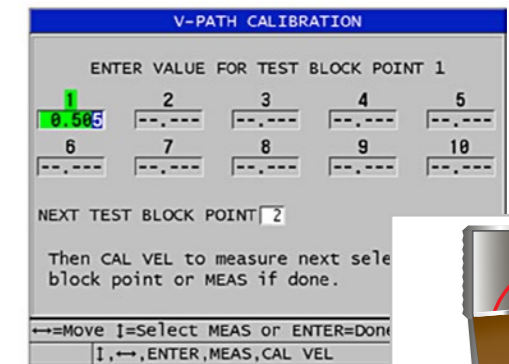 V-PATH CALIBRATION
ENTER VALUE FOR TEST BLOCK POINT 1
1 2 3 4 5
0.505 --.--- --.--- --.--- --.---
6 7 8 9 10
--.--- --.--- --.--- --.--- --.---
NEXT TEST BLOCK POINT 2
Then CAL VEL to measure next sele
block point or MEAS if done.
↔=Move ↕=Select MEAS or ENTER=Done
↕,↔,ENTER,MEAS,CAL VEL